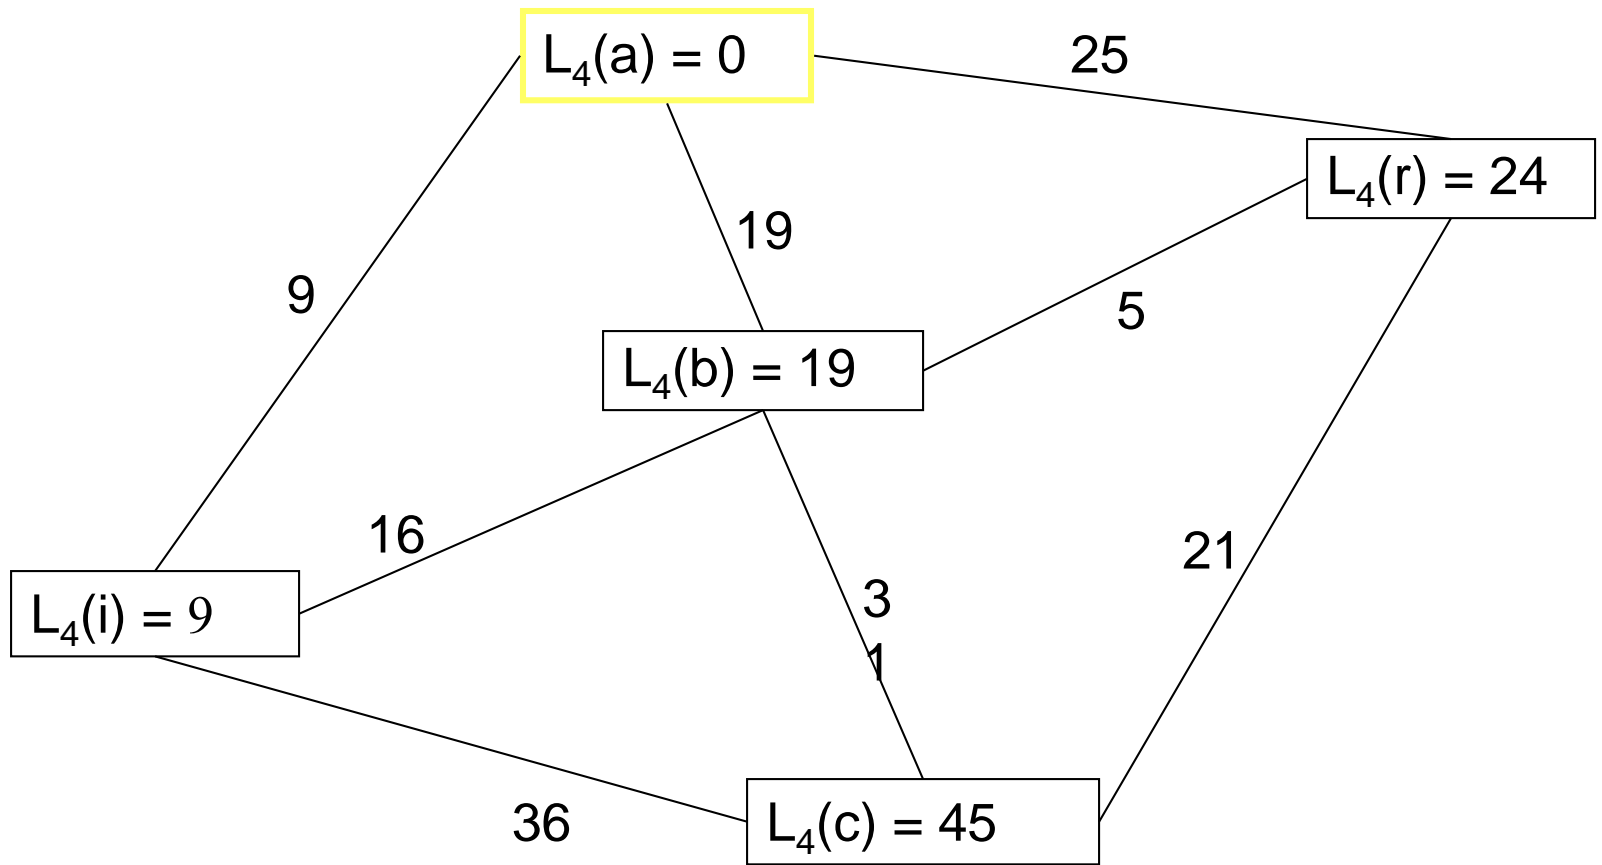 L₄(a) = 0
25
L₄(r) = 24
19
9
5
L₄(b) = 19
16
21
3
1
L₄(i) = 9
36
L₄(c) = 45